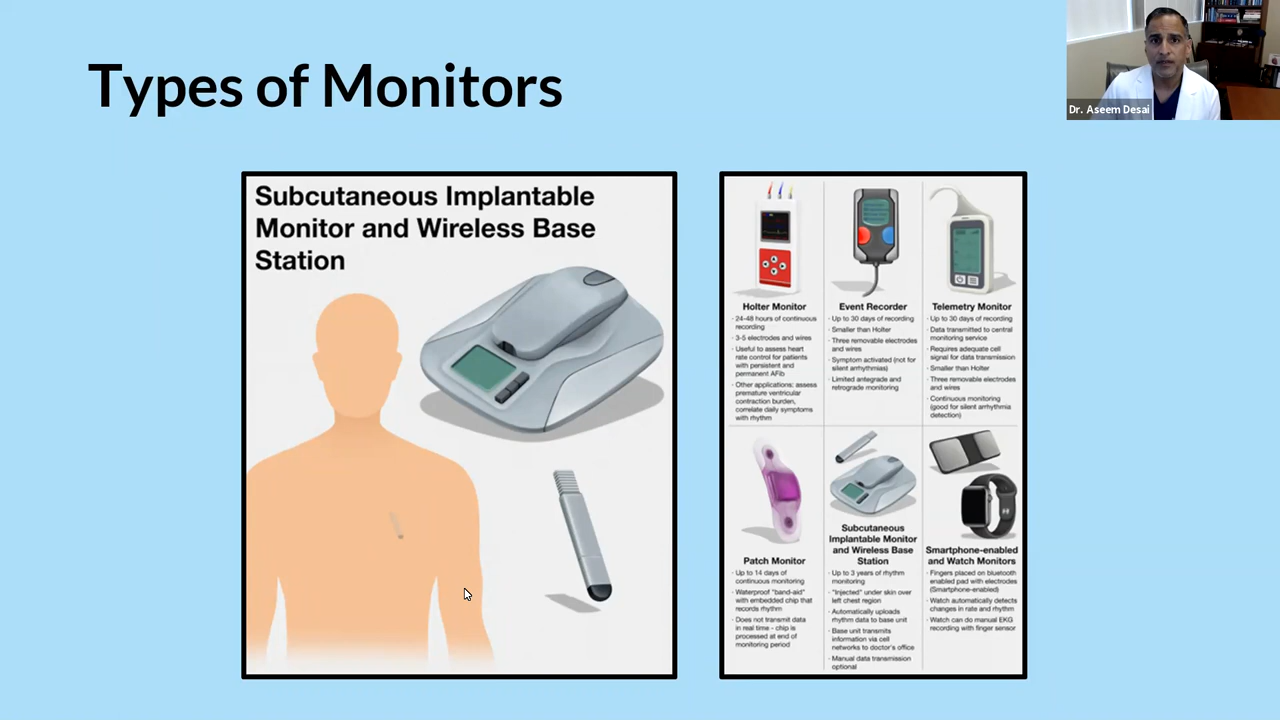 Types of Monitors
Dr. Aseem Desai
Subcutaneous Implantable
Monitor and Wireless Base
Station
Holter Monitor
· 24-48 hours of continuous
recording
· 3-5 electrodes and wires
· Useful to assess heart
rate control for patients
with persistent and
permanent AFib
· Other applications: assess
premature ventricular
contraction burden,
correlate daily symptoms
with rhythm
Event Recorder
· Up to 30 days of recording
· Smaller than Holter
· Three removable electrodes
and wires
· Symptom activated (not for
silent arrhythmias)
· Limited antegrade and
retrograde monitoring
Telemetry Monitor
· Up to 30 days of recording
· Data transmitted to central
monitoring service
· Requires adequate cell
signal for data transmission
· Smaller than Holter
· Three removable electrodes
and wires
· Continuous monitoring
(good for silent arrhythmia
detection)
Patch Monitor
· Up to 14 days of
continuous monitoring
· Waterproof "band-aid"
with embedded chip that
records rhythm
· Does not transmit data
in real time - chip is
processed at end of
monitoring period
Subcutaneous
Implantable Monitor
and Wireless Base
Station
· Up to 3 years of rhythm
monitoring
· "Injected" under skin over
left chest region
· Automatically uploads
rhythm data to base unit
· Base unit transmits
information via cell
networks to doctor's office
· Manual data transmission
optional
Smartphone-enabled
and Watch Monitors
· Fingers placed on bluetooth
enabled pad with electrodes
(Smartphone-enabled)
· Watch automatically detects
changes in rate and rhythm
· Watch can do manual EKG
recording with finger sensor